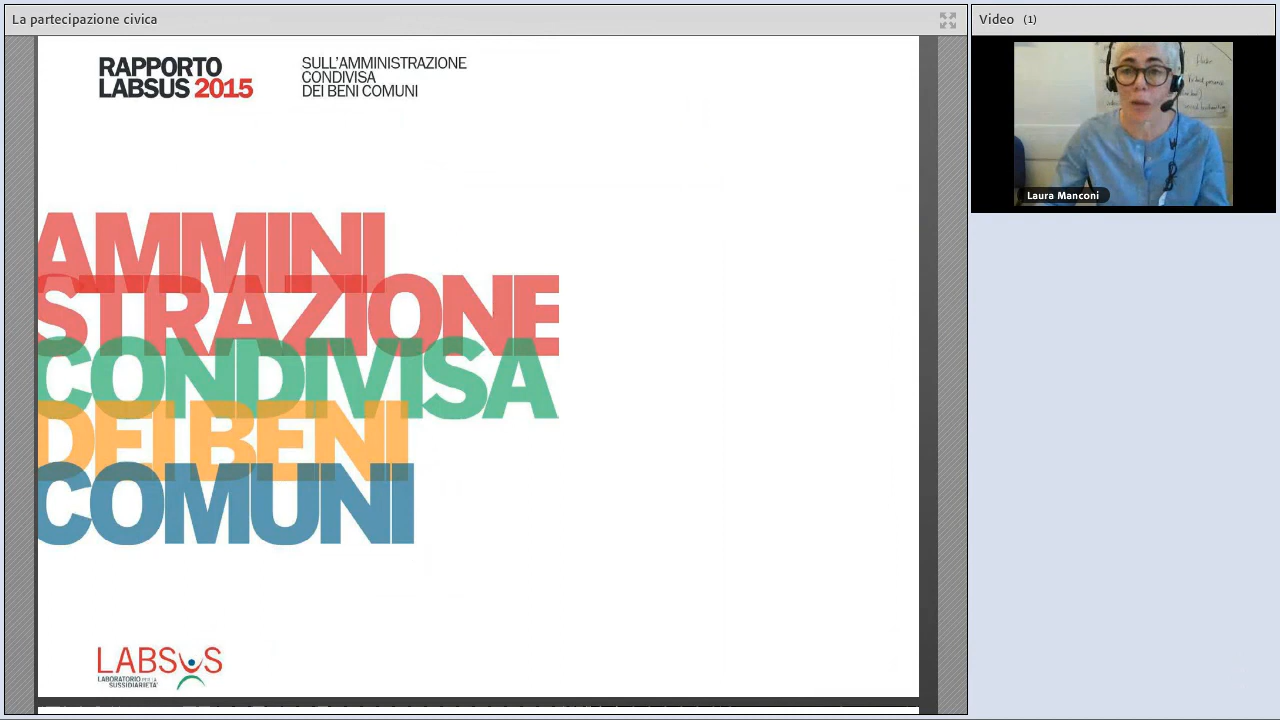 La partecipazione civica
Video (1)
RAPPORTO
LABSUS 2015
SULL'AMMINISTRAZIONE
CONDIVISA
DEI BENI COMUNI
AMMINI
STRAZIONE
CONDIVISA
DEI BENI
COMUNI
LABSUS
LABORATORIO PER LA
SUSSIDIARIETA'
Laura Manconi